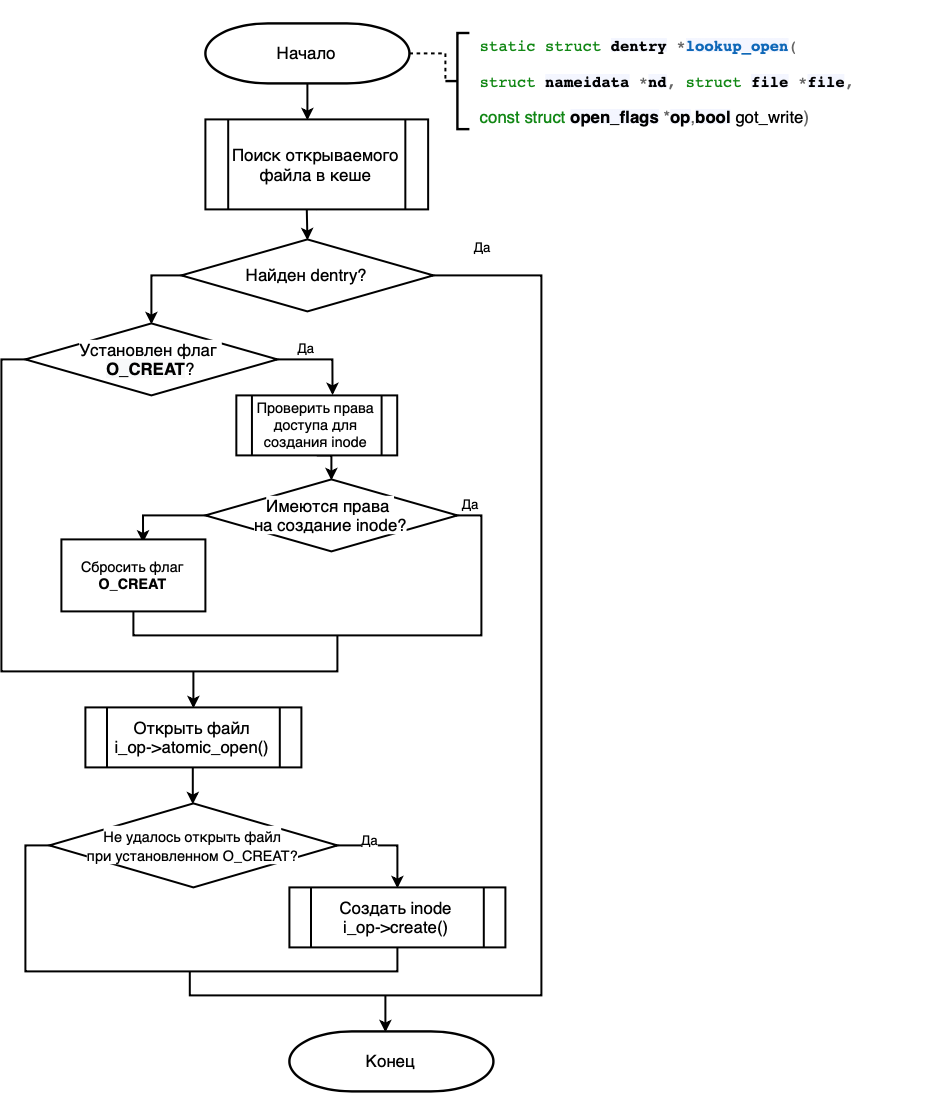 Начало
static struct dentry *lookup_open(
struct nameidata *nd, struct file *file,
const struct open_flags *op,bool got_write)
Поиск открываемого
файла в кеше
Да
Найден dentry?
Установлен флаг
O_CREAT?
Да
Проверить права
доступа для
создания inode
Имеются права
на создание inode?
Да
Сбросить флаг
O_CREAT
Открыть файл
i_op->atomic_open()
Не удалось открыть файл
при установленном O_CREAT?
Да
Создать inode
i_op->create()
Конец